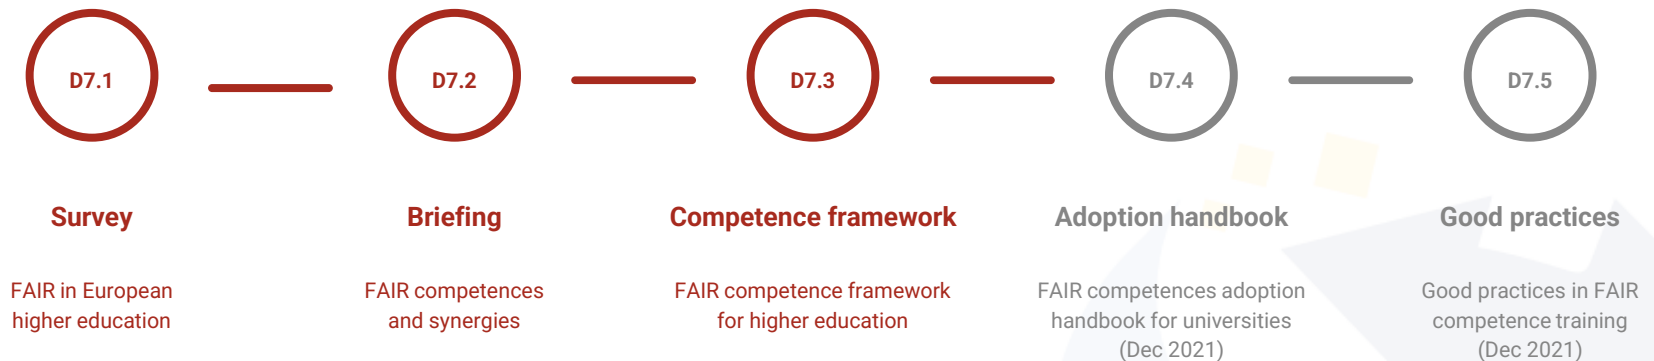 D7.1
D7.2
D7.3
D7.4
D7.5
Survey
Briefing
Competence framework
Adoption handbook
Good practices
FAIR in European
higher education
FAIR competences
and synergies
FAIR competence framework
for higher education
FAIR competences adoption
handbook for universities
(Dec 2021)
Good practices in FAIR
competence training
(Dec 2021)